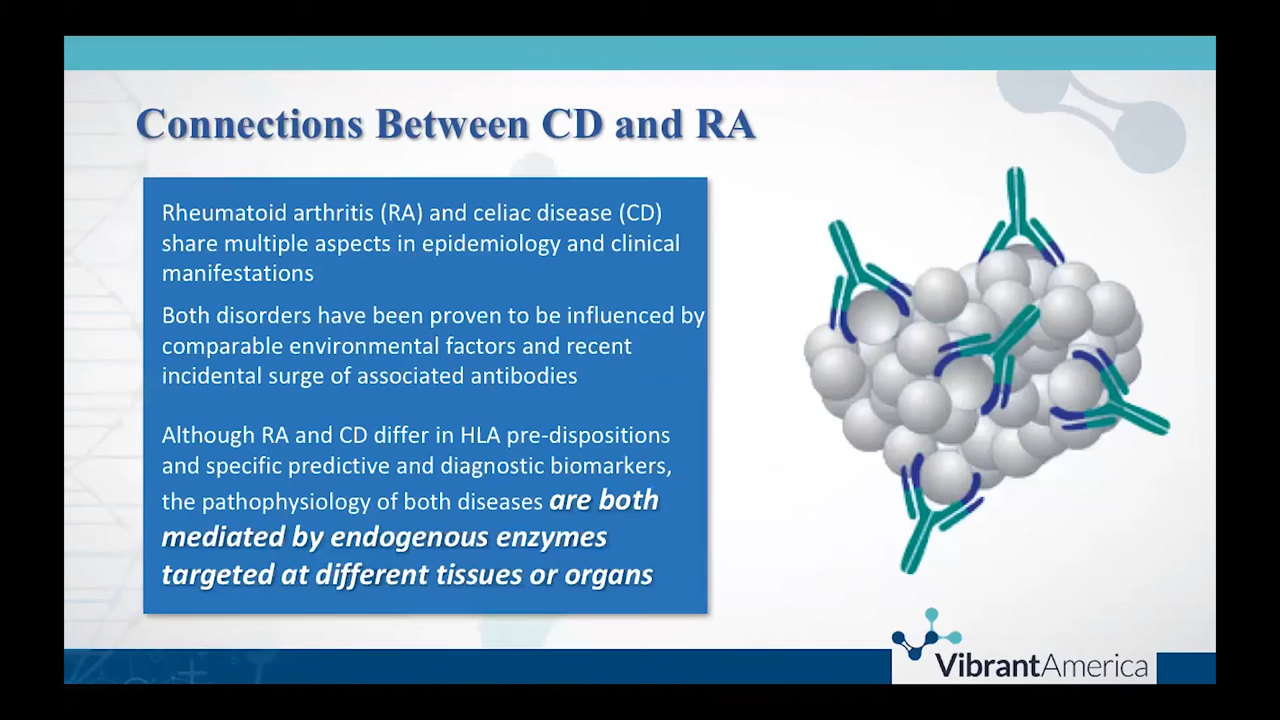 Connections Between CD and RA
Rheumatoid arthritis (RA) and celiac disease (CD)
share multiple aspects in epidemiology and clinical
manifestations
Both disorders have been proven to be influenced by
comparable environmental factors and recent
incidental surge of associated antibodies
Although RA and CD differ in HLA pre-dispositions
and specific predictive and diagnostic biomarkers,
the pathophysiology of both diseases are both
mediated by endogenous enzymes
targeted at different tissues or organs
VibrantAmerica